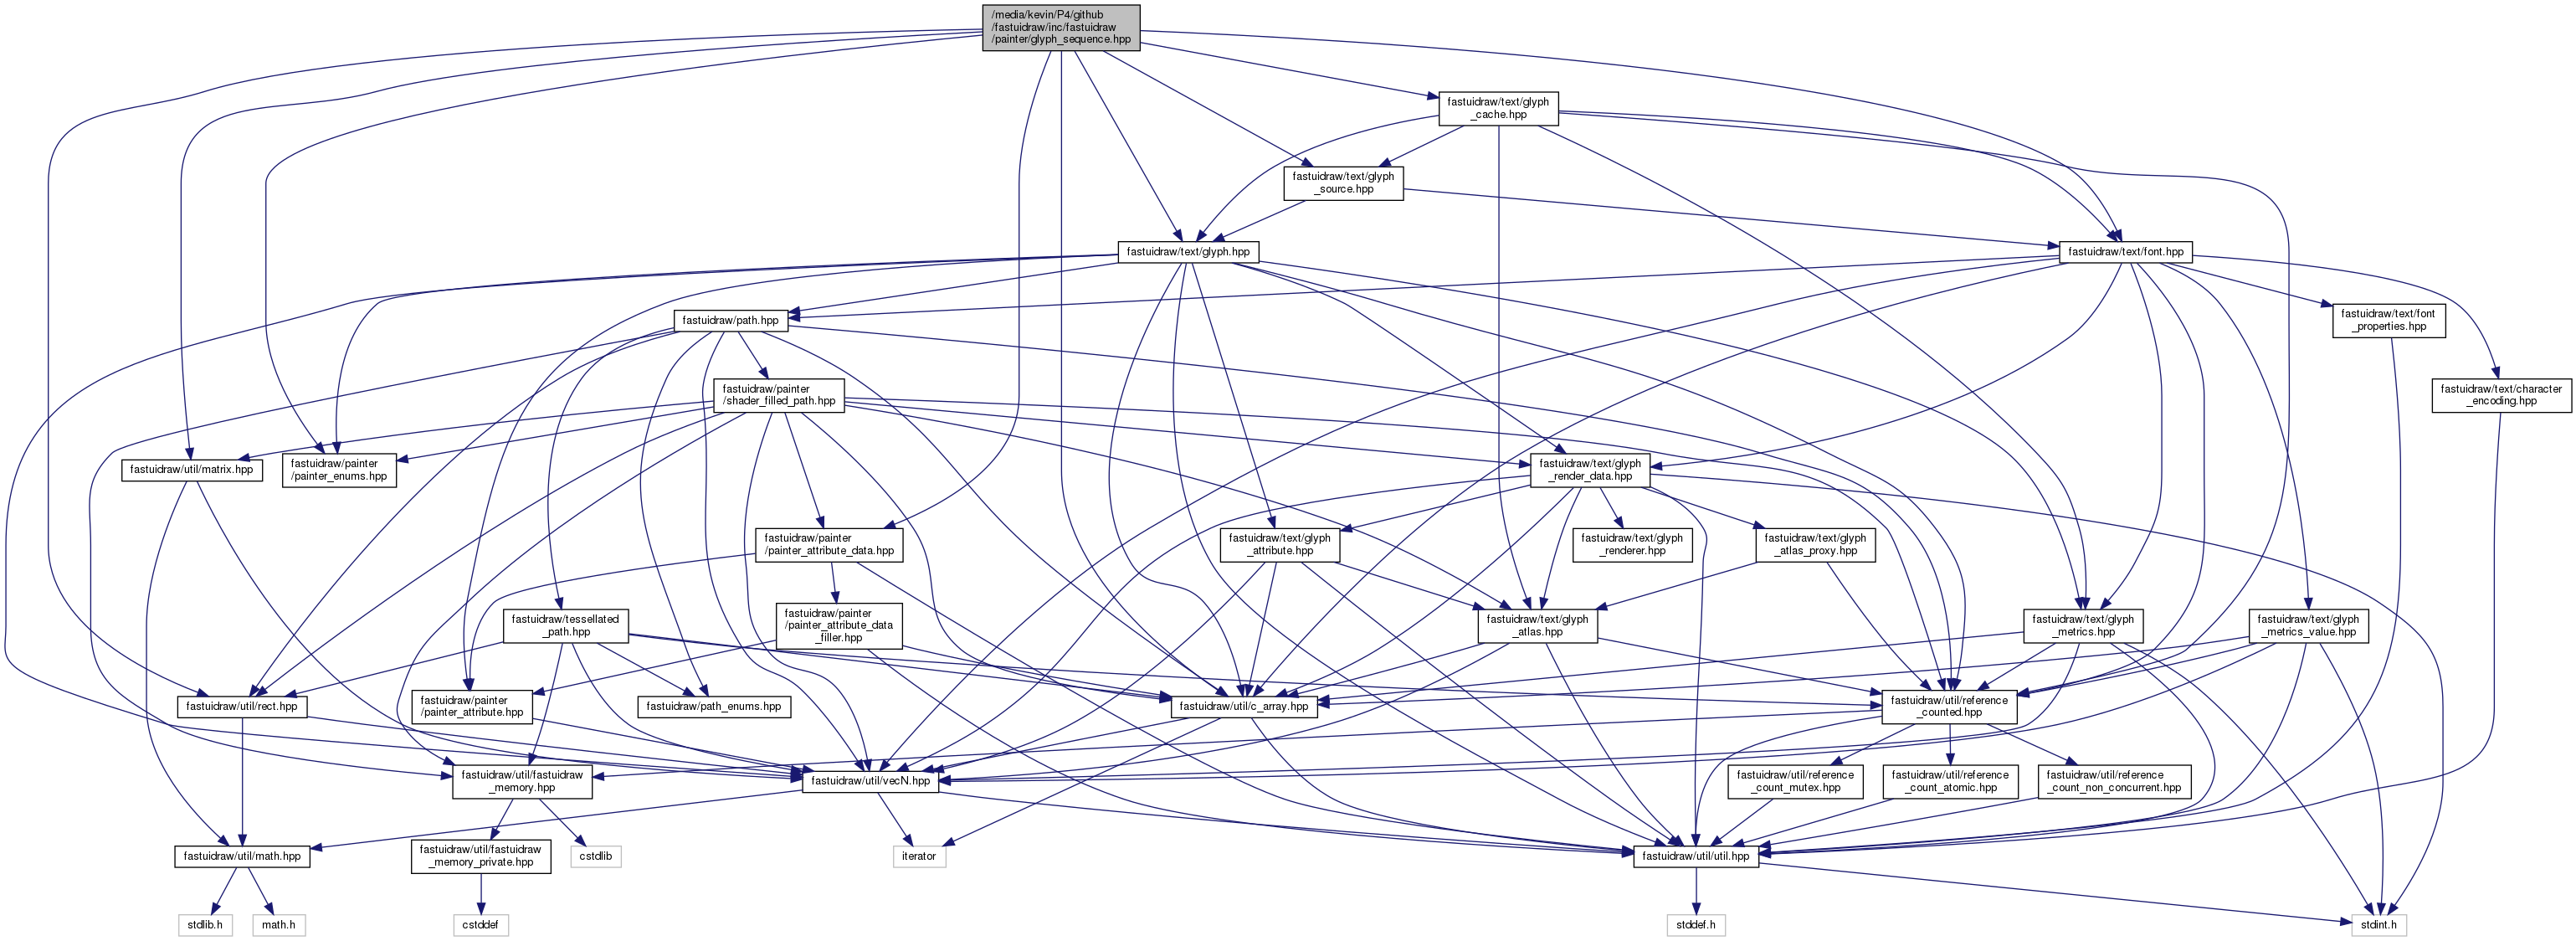 /media/kevin/P4/github
/fastuidraw/inc/fastuidraw
/painter/glyph_sequence.hpp
fastuidraw/text/glyph
_cache.hpp
fastuidraw/text/glyph
_source.hpp
fastuidraw/text/glyph.hpp
fastuidraw/text/font.hpp
fastuidraw/path.hpp
fastuidraw/text/font
_properties.hpp
fastuidraw/painter
/shader_filled_path.hpp
fastuidraw/text/character
_encoding.hpp
fastuidraw/util/matrix.hpp
fastuidraw/painter
/painter_enums.hpp
fastuidraw/text/glyph
_render_data.hpp
fastuidraw/painter
/painter_attribute_data.hpp
fastuidraw/text/glyph
_attribute.hpp
fastuidraw/text/glyph
_renderer.hpp
fastuidraw/text/glyph
_atlas_proxy.hpp
fastuidraw/tessellated
_path.hpp
fastuidraw/painter
/painter_attribute_data
_filler.hpp
fastuidraw/text/glyph
_atlas.hpp
fastuidraw/text/glyph
_metrics.hpp
fastuidraw/text/glyph
_metrics_value.hpp
fastuidraw/util/rect.hpp
fastuidraw/painter
/painter_attribute.hpp
fastuidraw/path_enums.hpp
fastuidraw/util/c_array.hpp
fastuidraw/util/reference
_counted.hpp
fastuidraw/util/fastuidraw
_memory.hpp
fastuidraw/util/vecN.hpp
fastuidraw/util/reference
_count_mutex.hpp
fastuidraw/util/reference
_count_atomic.hpp
fastuidraw/util/reference
_count_non_concurrent.hpp
fastuidraw/util/math.hpp
fastuidraw/util/fastuidraw
_memory_private.hpp
cstdlib
iterator
fastuidraw/util/util.hpp
stdlib.h
math.h
cstddef
stddef.h
stdint.h